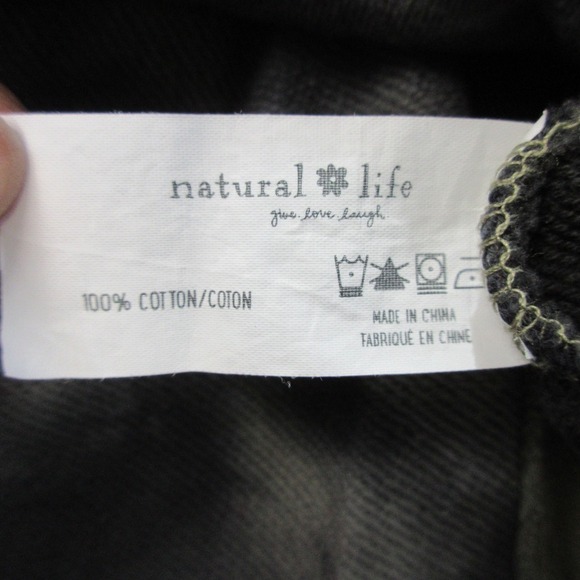 natural life
give. love. laugh.
100% COTTON/COTON
MADE IN CHINA
FABRIQUÉ EN CHINE